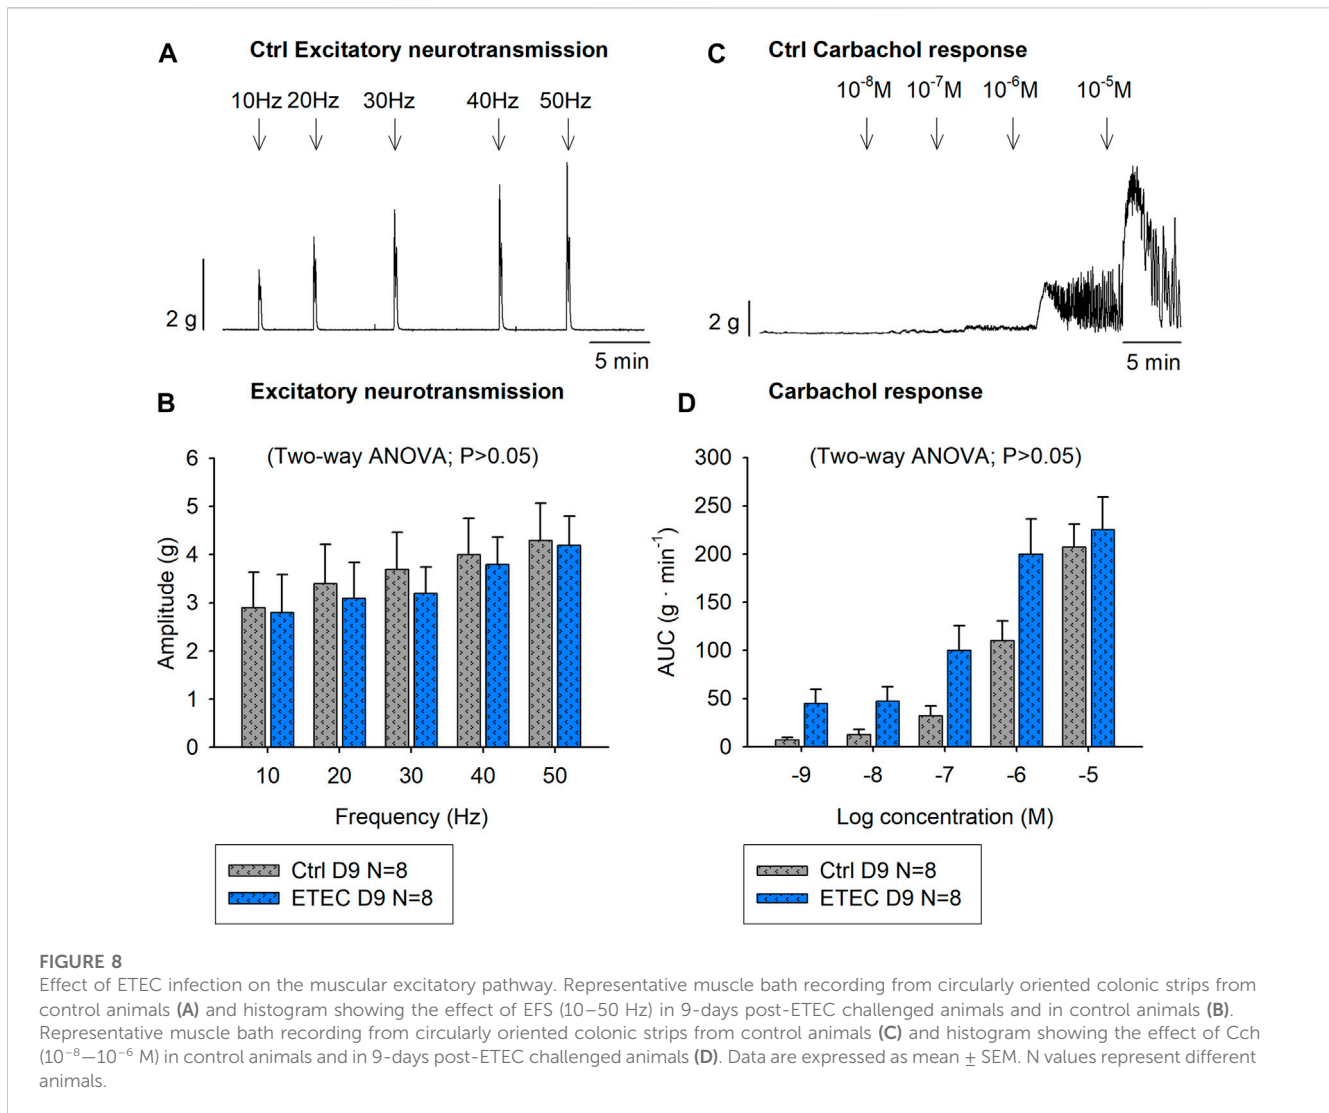 A Ctrl Excitatory neurotransmission
10Hz 20Hz 30Hz 40Hz 50Hz
2 g
5 min
C Ctrl Carbachol response
10⁻⁸M 10⁻⁷M 10⁻⁶M 10⁻⁵M
2 g
5 min
B Excitatory neurotransmission
(Two-way ANOVA; P>0.05)
Amplitude (g)
6
5
4
3
2
1
0
10 20 30 40 50
Frequency (Hz)
Ctrl D9 N=8
ETEC D9 N=8
D Carbachol response
(Two-way ANOVA; P>0.05)
AUC (g · min⁻¹)
300
250
200
150
100
50
0
-9 -8 -7 -6 -5
Log concentration (M)
Ctrl D9 N=8
ETEC D9 N=8
FIGURE 8
Effect of ETEC infection on the muscular excitatory pathway. Representative muscle bath recording from circularly oriented colonic strips from
control animals (A) and histogram showing the effect of EFS (10–50 Hz) in 9-days post-ETEC challenged animals and in control animals (B).
Representative muscle bath recording from circularly oriented colonic strips from control animals (C) and histogram showing the effect of Cch
(10⁻⁸—10⁻⁶ M) in control animals and in 9-days post-ETEC challenged animals (D). Data are expressed as mean ± SEM. N values represent different
animals.